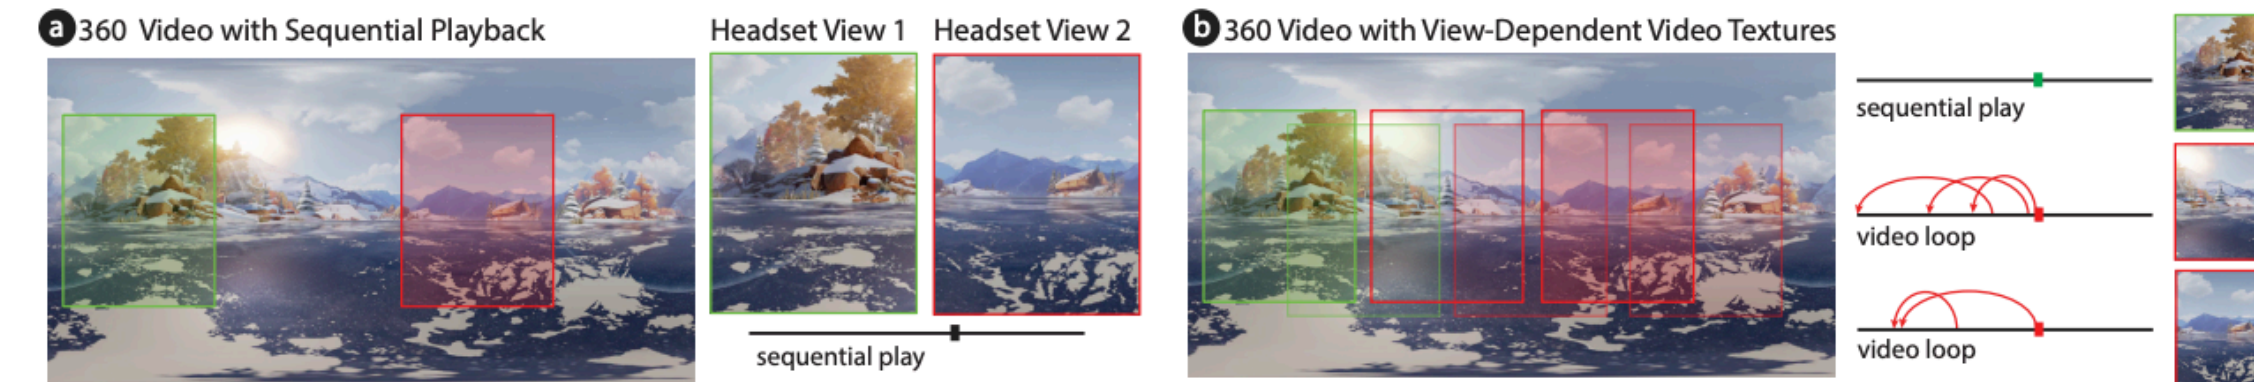 a 360 Video with Sequential Playback
Headset View 1
Headset View 2
sequential play
b 360 Video with View-Dependent Video Textures
sequential play
video loop
video loop